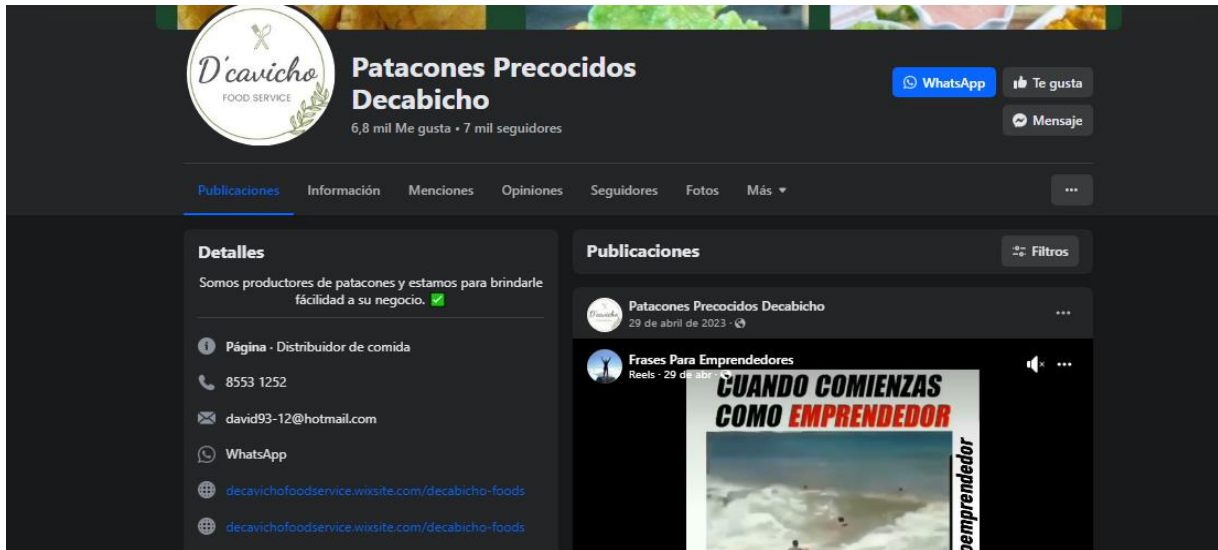 D'cavicho
FOOD SERVICE
Patacones Precocidos
Decabicho
6,8 mil Me gusta • 7 mil seguidores
WhatsApp
Te gusta
Mensaje
Publicaciones
Información
Menciones
Opiniones
Seguidores
Fotos
Más
Detalles
Somos productores de patacones y estamos para brindarle
fácilidad a su negocio. ✅
Página · Distribuidor de comida
8553 1252
david93-12@hotmail.com
WhatsApp
decavichofoodservice.wixsite.com/decabicho-foods
decavichofoodservice.wixsite.com/decabicho-foods
Publicaciones
Filtros
D'cavicho
Patacones Precocidos Decabicho
29 de abril de 2023 ·
Frases Para Emprendedores
Reels · 29 de abr ·
CUANDO COMIENZAS
COMO EMPRENDEDOR